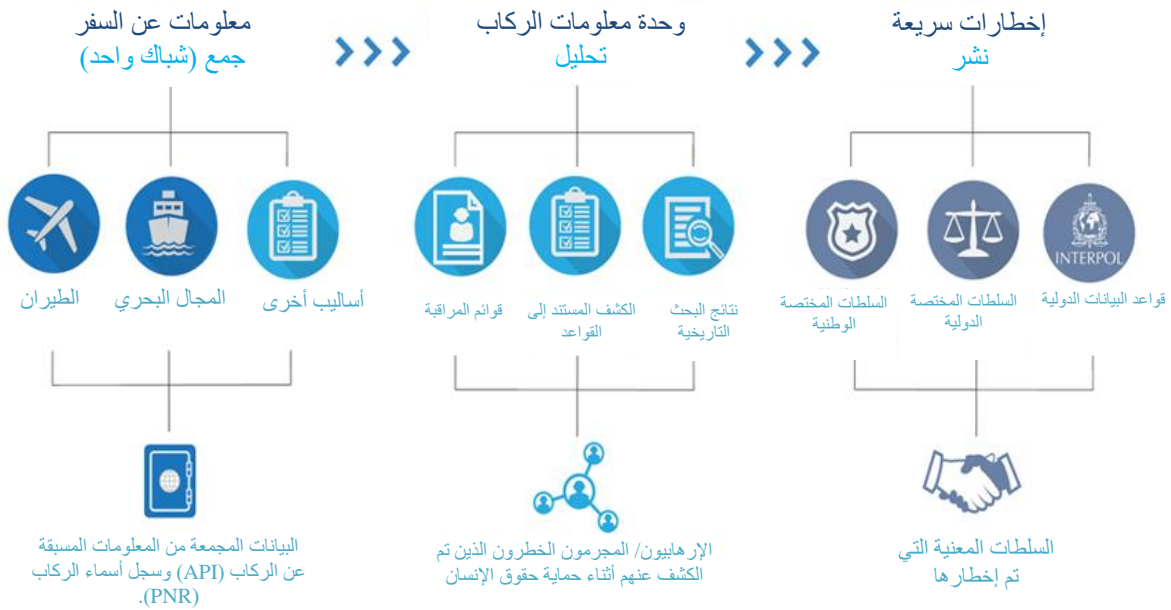 معلومات عن السفر
جمع (شباك واحد)
الطيران
المجال البحري
أساليب أخرى
البيانات المجمعة من المعلومات المسبقة
عن الركاب (API) وسجل أسماء الركاب
(PNR).
وحدة معلومات الركاب
تحليل
قوائم المراقبة
الكشف المستند إلى
القواعد
نتائج البحث
التاريخية
الإرهابيون/ المجرمون الخطرون الذين تم
الكشف عنهم أثناء حماية حقوق الإنسان
إخطارات سريعة
نشر
السلطات المختصة
الوطنية
السلطات المختصة
الدولية
INTERPOL
قواعد البيانات الدولية
السلطات المعنية التي
تم إخطارها